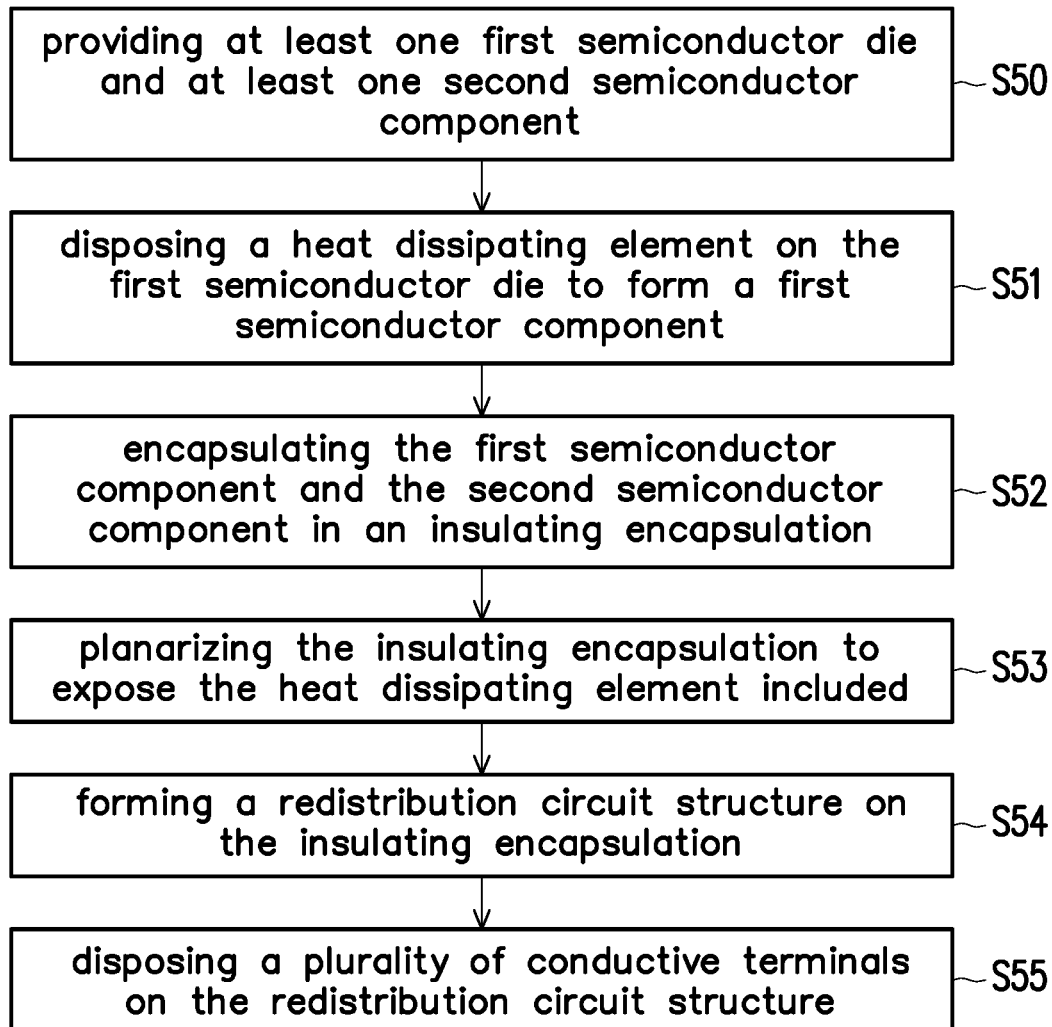 providing at least one first semiconductor die
and at least one second semiconductor
component
S50
disposing a heat dissipating element on the
first semiconductor die to form a first
semiconductor component
S51
encapsulating the first semiconductor
component and the second semiconductor
component in an insulating encapsulation
S52
planarizing the insulating encapsulation to
expose the heat dissipating element included
S53
forming a redistribution circuit structure on
the insulating encapsulation
S54
disposing a plurality of conductive terminals
on the redistribution circuit structure
S55